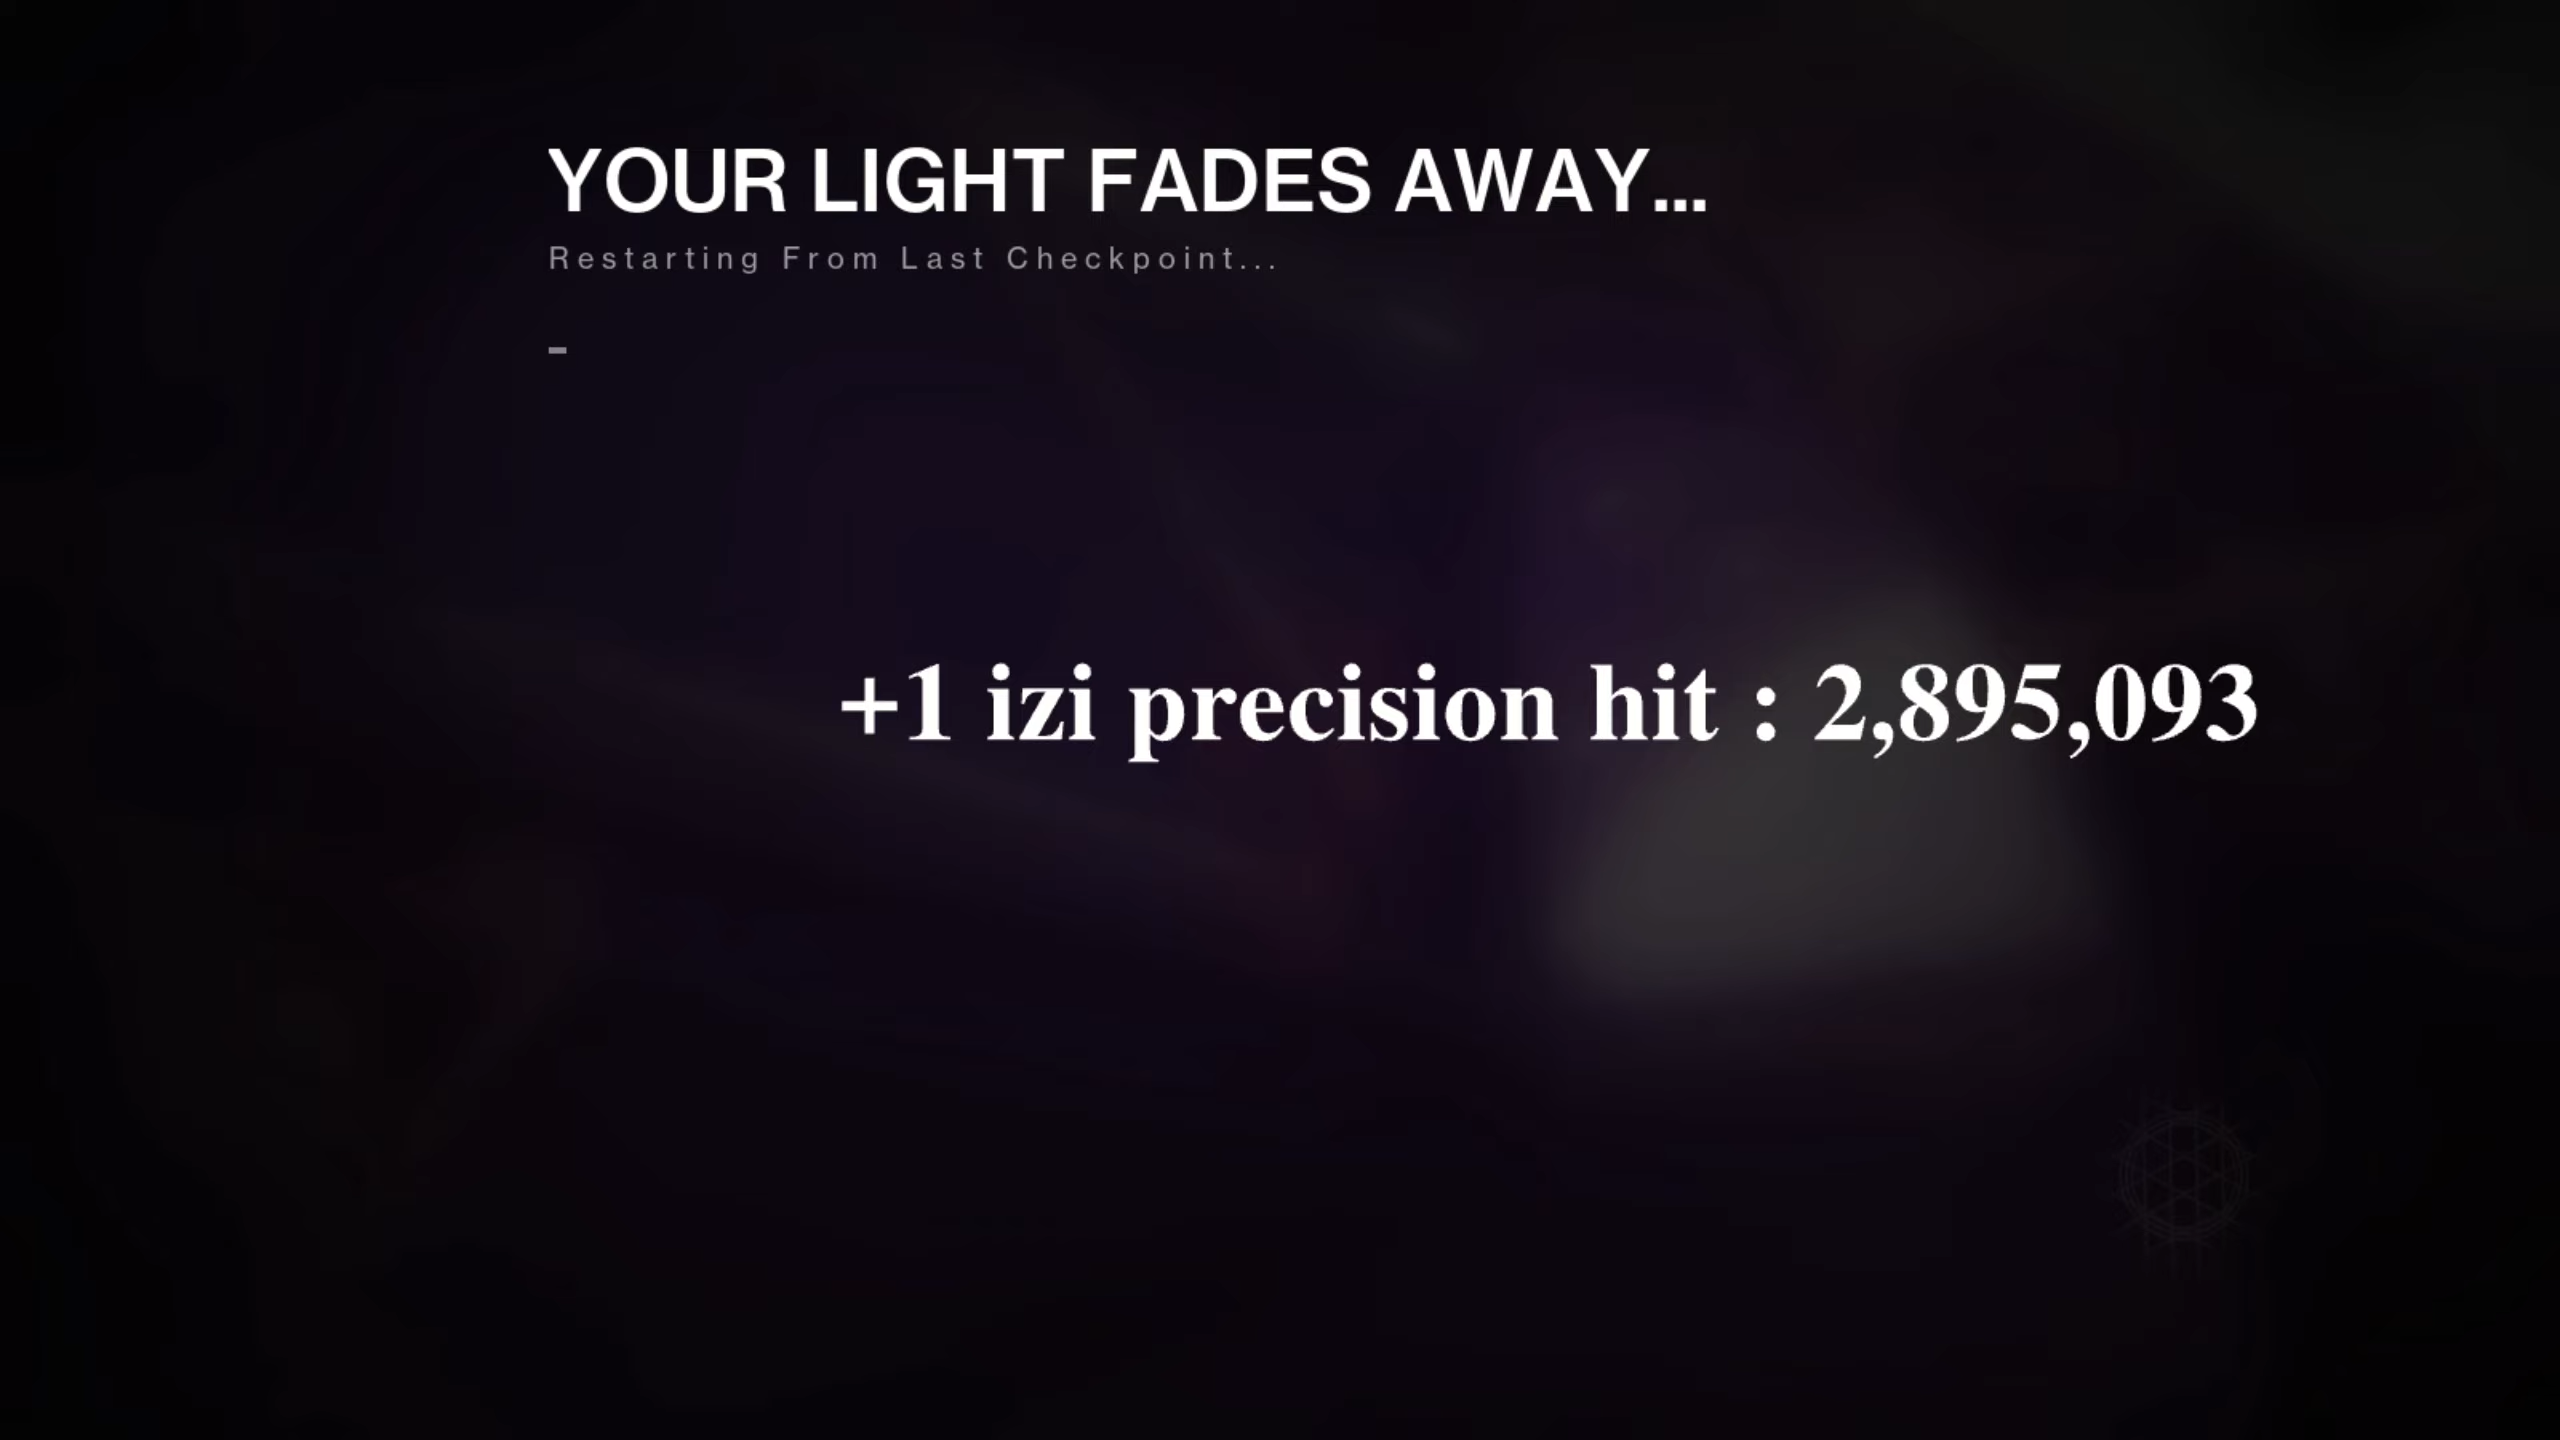 YOUR LIGHT FADES AWAY...
Restarting From Last Checkpoint...
-
+1 izi precision hit : 2,895,093